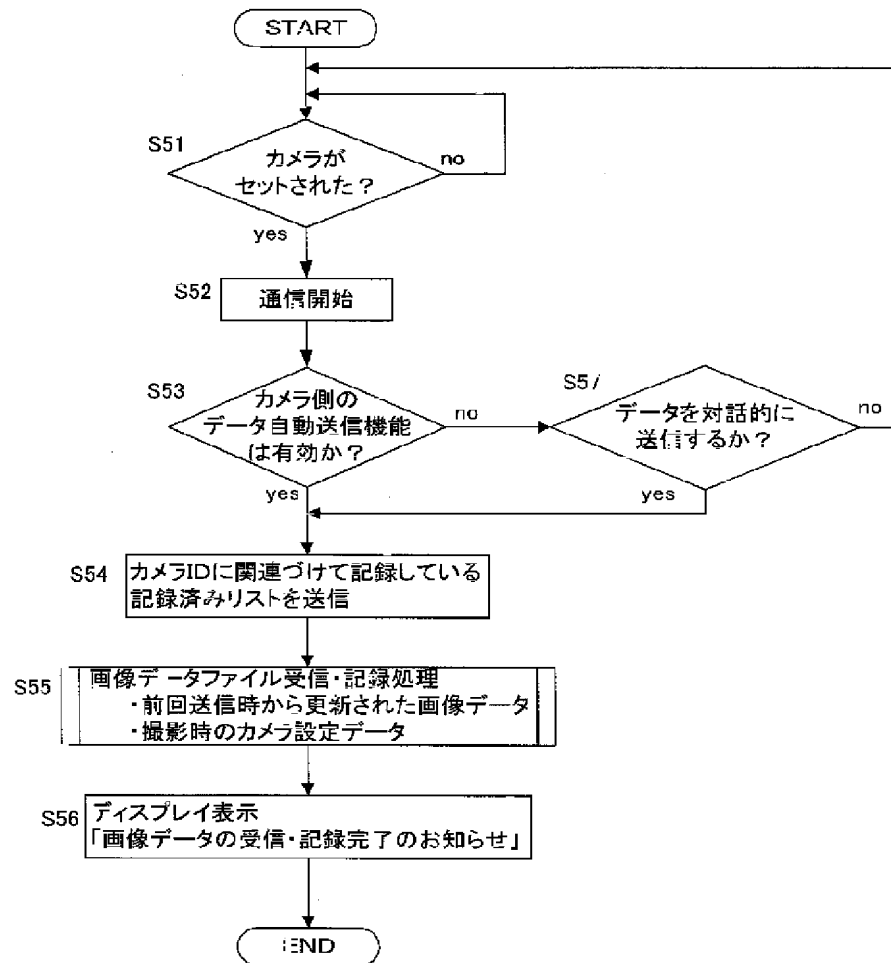 START
S51
カメラが
セットされた？
no
yes
S52
通信開始
S53
カメラ側の
データ自動送信機能
は有効か？
no
yes
S57
データを対話的に
送信するか？
no
yes
S54
カメラIDに関連づけて記録している
記録済みリストを送信
S55
画像データファイル受信・記録処理
・前回送信時から更新された画像データ
・撮影時のカメラ設定データ
S56
ディスプレイ表示
「画像データの受信・記録完了のお知らせ」
END